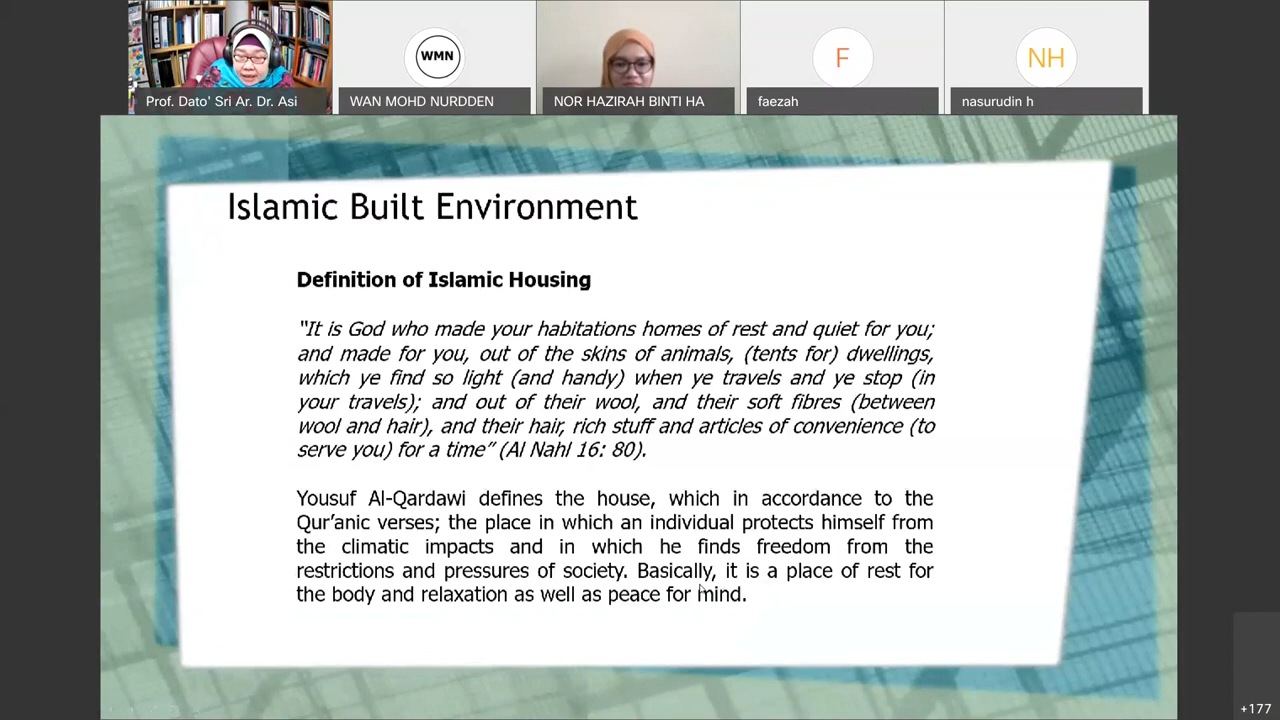 WMN
F
NH
Prof. Dato' Sri Ar. Dr. Asi
WAN MOHD NURDDEN
NOR HAZIRAH BINTI HA
faezah
nasurudin h
Islamic Built Environment
Definition of Islamic Housing
“It is God who made your habitations homes of rest and quiet for you;
and made for you, out of the skins of animals, (tents for) dwellings,
which ye find so light (and handy) when ye travels and ye stop (in
your travels); and out of their wool, and their soft fibres (between
wool and hair), and their hair, rich stuff and articles of convenience (to
serve you) for a time” (Al Nahl 16: 80).
Yousuf Al-Qardawi defines the house, which in accordance to the
Qur’anic verses; the place in which an individual protects himself from
the climatic impacts and in which he finds freedom from the
restrictions and pressures of society. Basically, it is a place of rest for
the body and relaxation as well as peace for mind.
+177